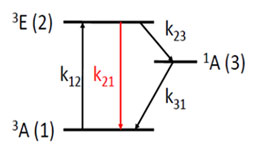 ³E (2)
k₂₃
¹A (3)
k₁₂ k₂₁
k₃₁
³A (1)